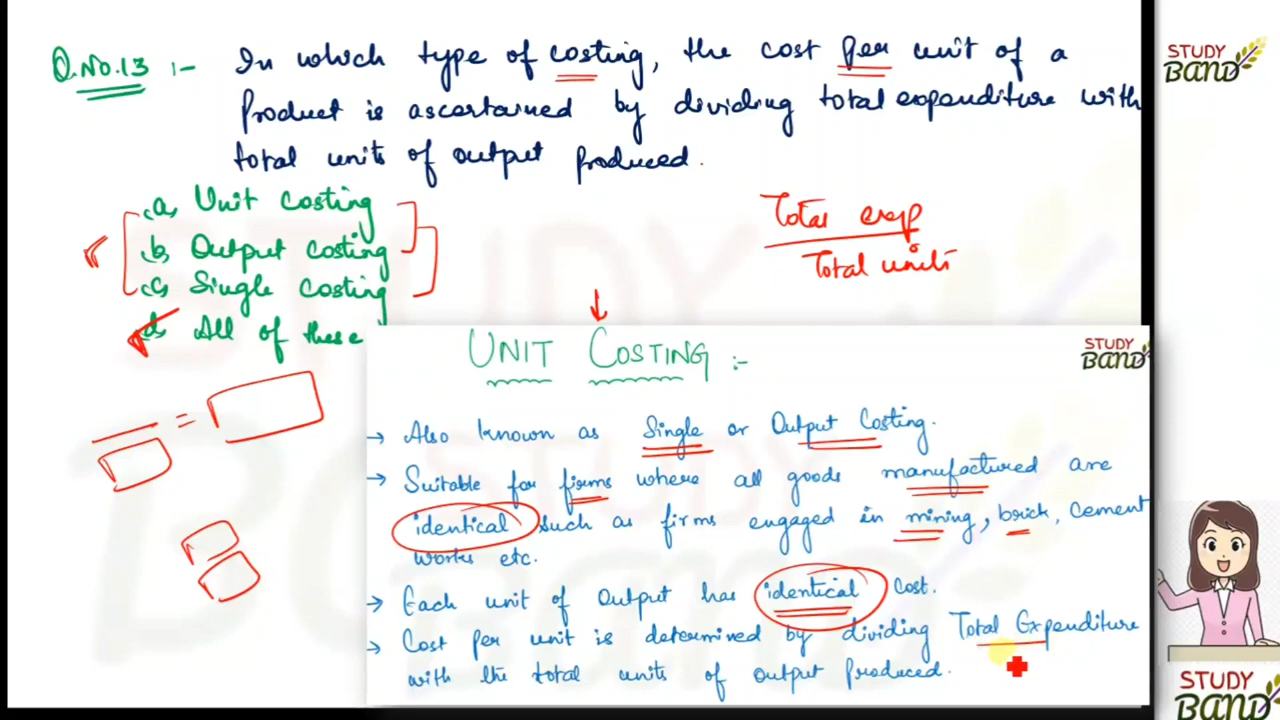 Q.No.13 :- In which type of costing, the cost per unit of a
Product is ascertained by dividing total expenditure with
total units of output produced.
(a) Unit costing
(b) Output costing
(c) Single costing
(d) All of these
Total exp
Total units
UNIT COSTING :-
→ Also known as Single or Output Costing.
→ Suitable for firms where all goods manufactured are
identical such as firms engaged in mining, brick, cement
works etc.
→ Each unit of Output has identical cost.
→ Cost per unit is determined by dividing Total Expenditure
with the total units of output produced.
STUDY
BAND
STUDY
BAND
STUDY
BAND